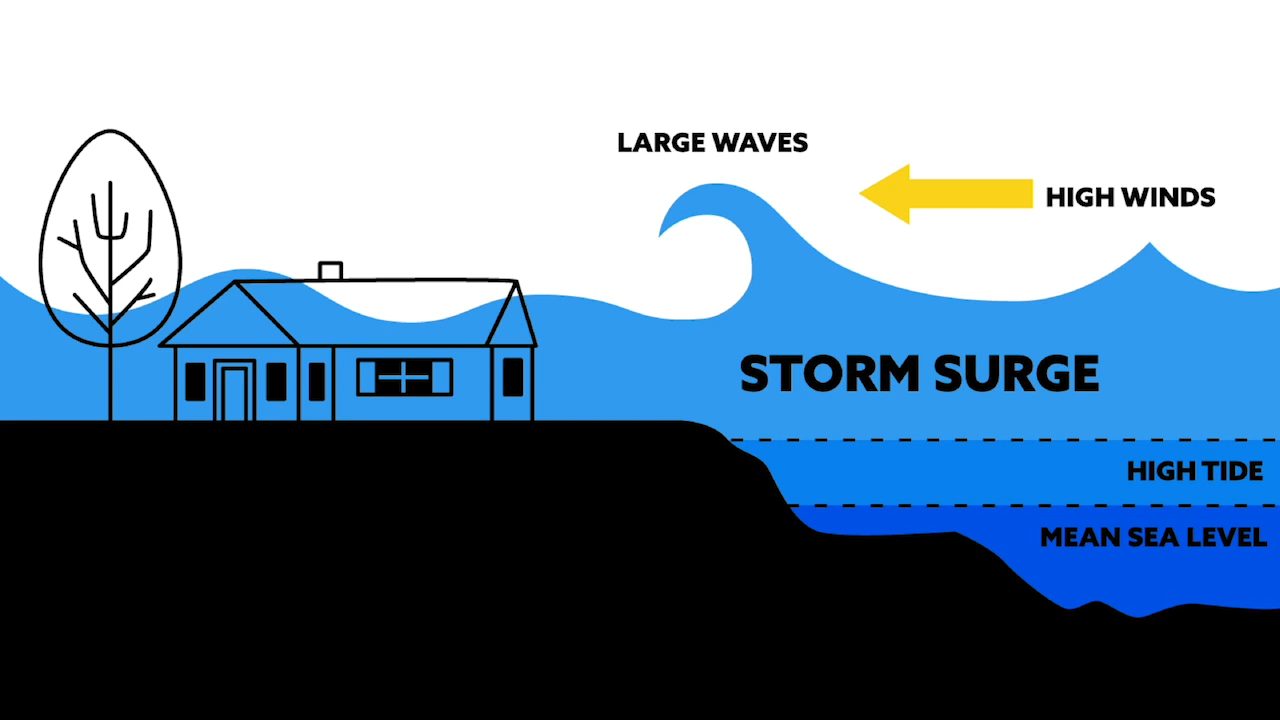 LARGE WAVES
HIGH WINDS
STORM SURGE
HIGH TIDE
MEAN SEA LEVEL